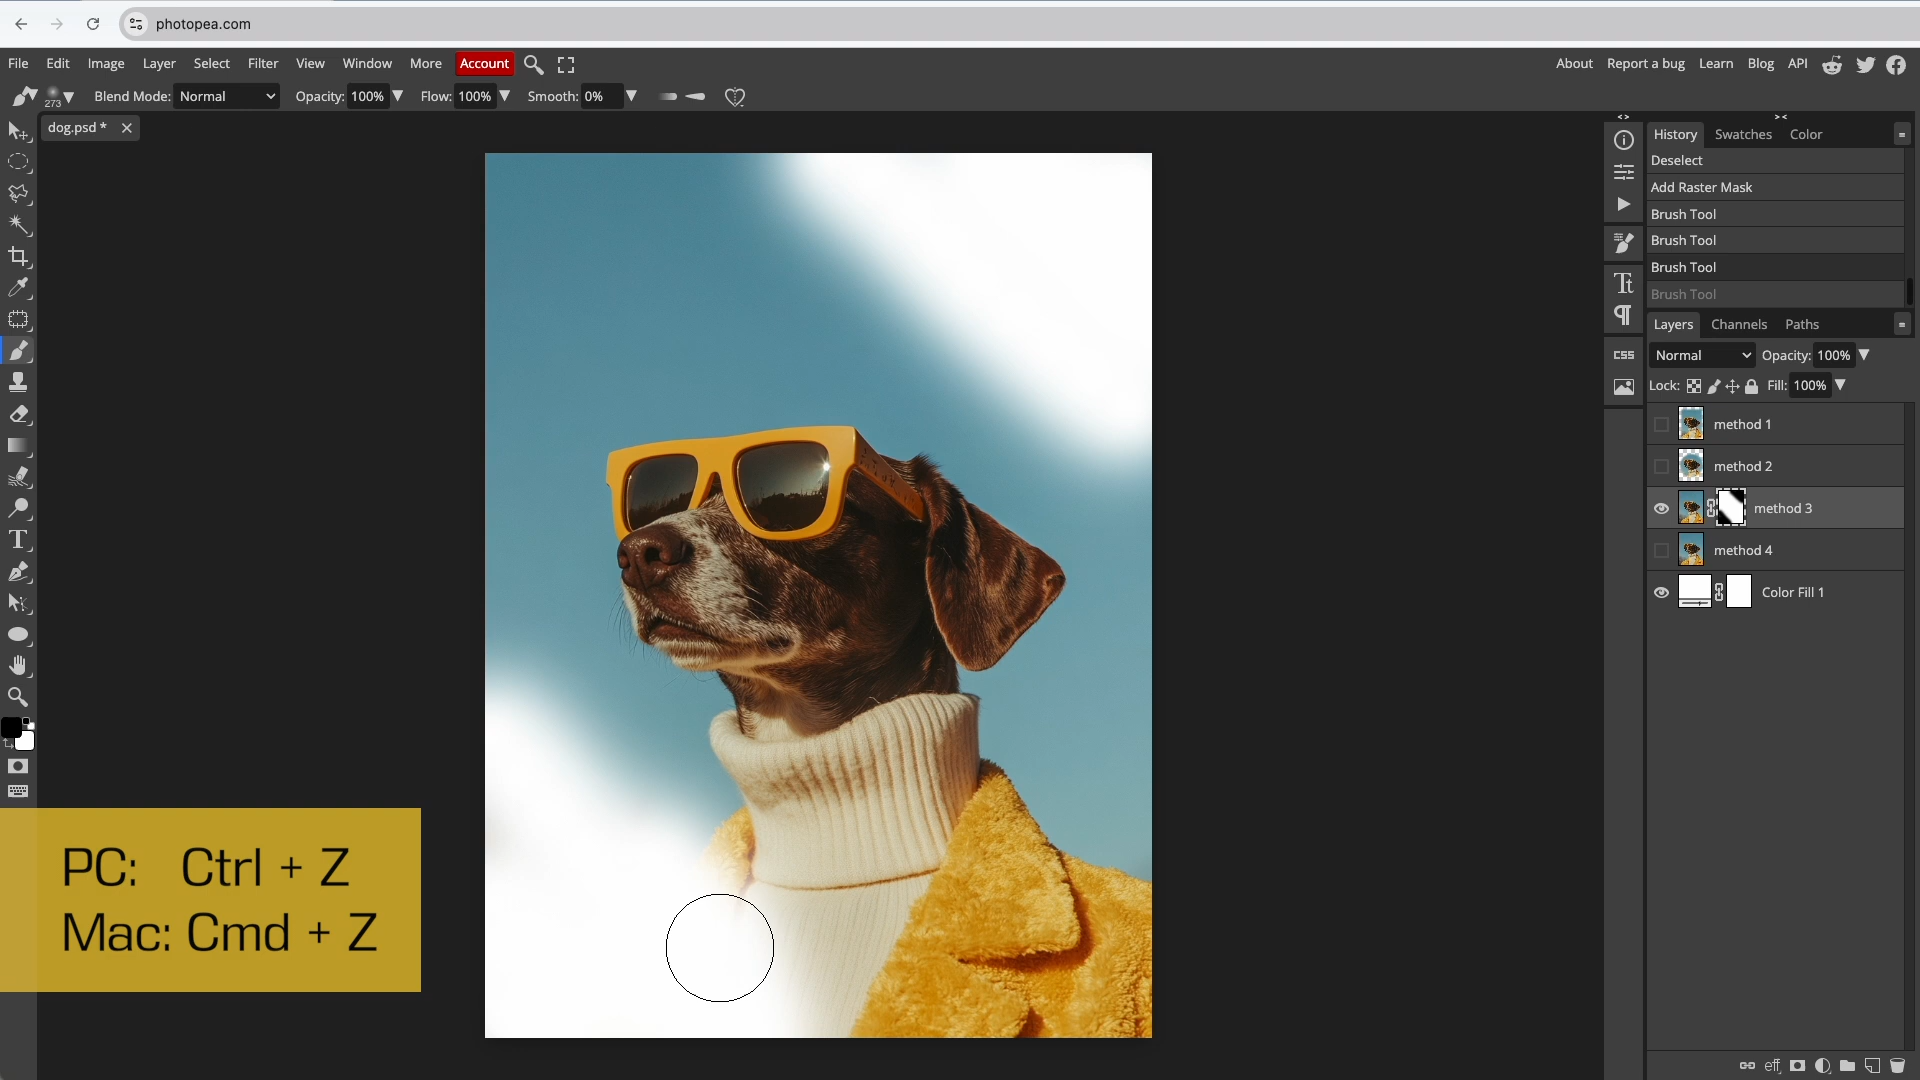 photopea.com
File Edit Image Layer Select Filter View Window More Account About Report a bug Learn Blog API
273 Blend Mode: Normal Opacity: 100% Flow: 100% Smooth: 0%
dog.psd *
History Swatches Color
Deselect
Add Raster Mask
Brush Tool
Brush Tool
Brush Tool
Brush Tool
Layers Channels Paths
Normal Opacity: 100%
Lock: Fill: 100%
method 1
method 2
method 3
method 4
Color Fill 1
CSS
eff
PC: Ctrl + Z
Mac: Cmd + Z